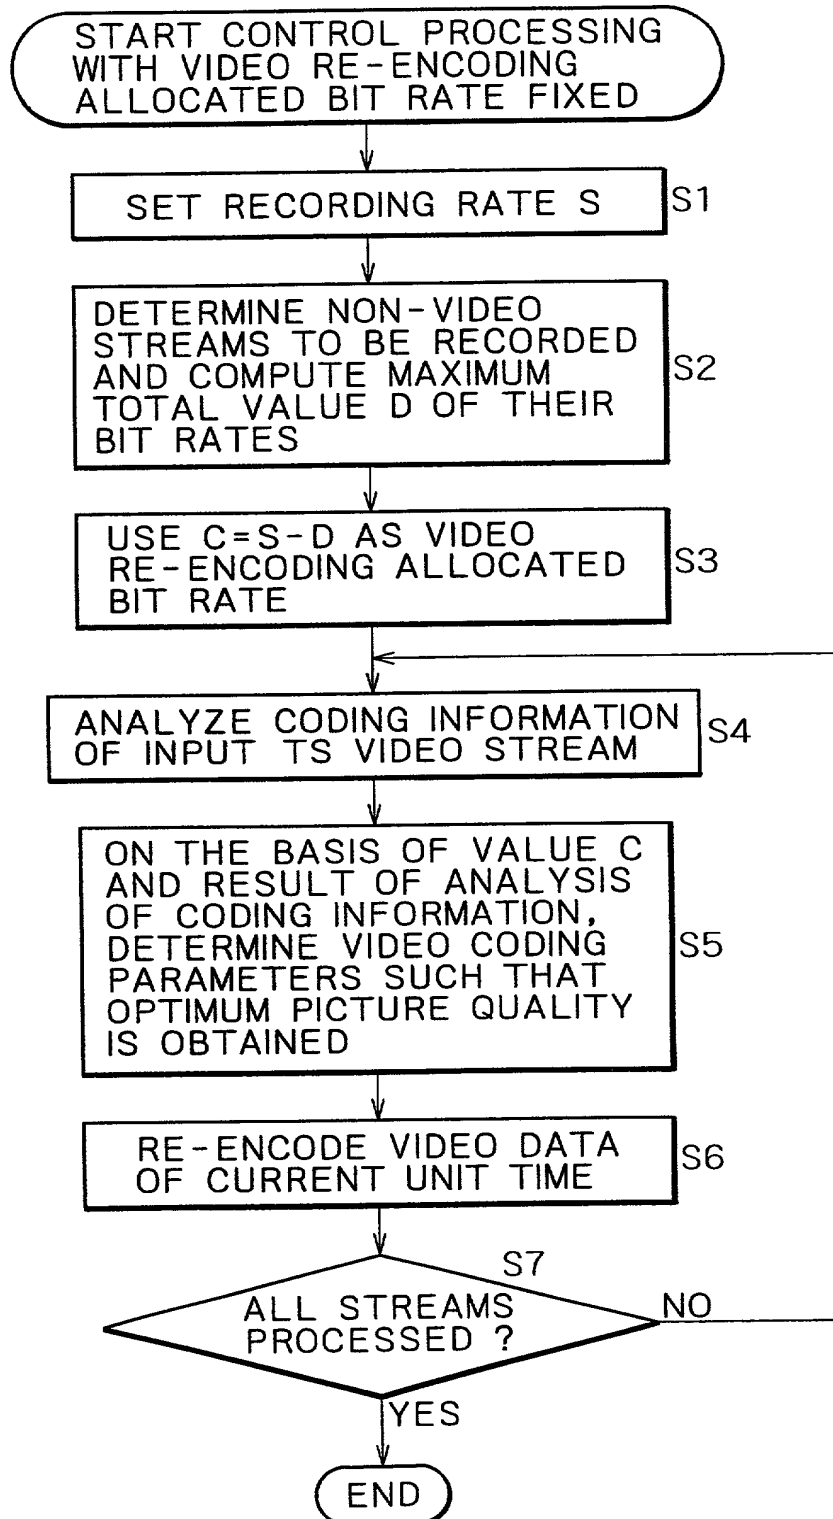 START CONTROL PROCESSING
WITH VIDEO RE-ENCODING
ALLOCATED BIT RATE FIXED
SET RECORDING RATE S
S1
DETERMINE NON-VIDEO
STREAMS TO BE RECORDED
AND COMPUTE MAXIMUM
TOTAL VALUE D OF THEIR
BIT RATES
S2
USE C=S-D AS VIDEO
RE-ENCODING ALLOCATED
BIT RATE
S3
ANALYZE CODING INFORMATION
OF INPUT TS VIDEO STREAM
S4
ON THE BASIS OF VALUE C
AND RESULT OF ANALYSIS
OF CODING INFORMATION,
DETERMINE VIDEO CODING
PARAMETERS SUCH THAT
OPTIMUM PICTURE QUALITY
IS OBTAINED
S5
RE-ENCODE VIDEO DATA
OF CURRENT UNIT TIME
S6
S7
ALL STREAMS
PROCESSED ?
NO
YES
END